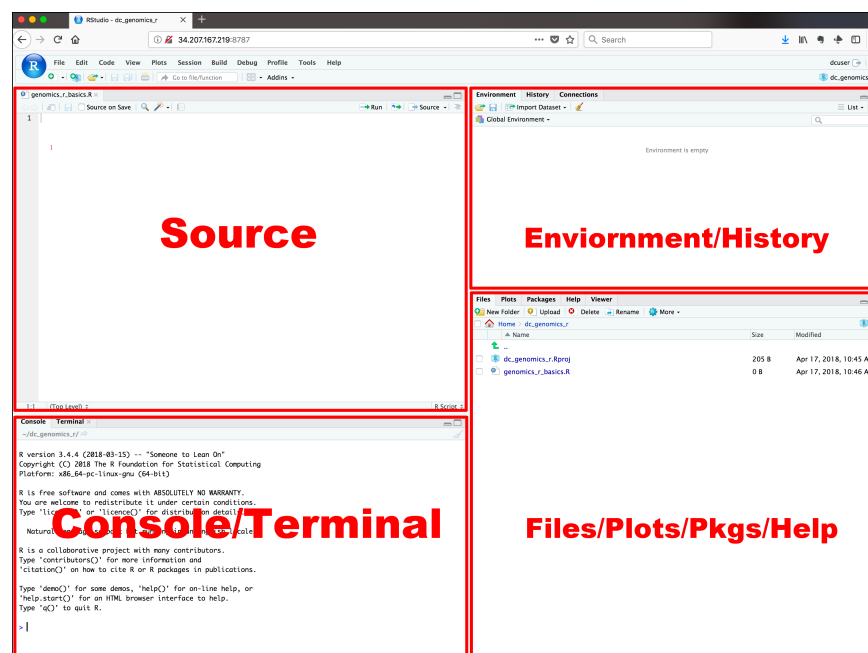 RStudio – dc_genomics_r
34.207.167.219:8787
Search
R
File Edit Code View Plots Session Build Debug Profile Tools Help
dcuser
Go to file/function
Addins
dc_genomics
genomics_r_basics.R
Source on Save
Run
Source
1
Source
1:1 (Top Level) R Script
Environment History Connections
Import Dataset
List
Global Environment
Environment is empty
Enviornment/History
Console Terminal
~/dc_genomics_r/
R version 3.4.4 (2018-03-15) -- "Someone to Lean On"
Copyright (C) 2018 The R Foundation for Statistical Computing
Platform: x86_64-pc-linux-gnu (64-bit)
R is free software and comes with ABSOLUTELY NO WARRANTY.
You are welcome to redistribute it under certain conditions.
Type 'licence()' or 'licence()' for distribution details.
Natural
R is a collaborative project with many contributors.
Type 'contributors()' for more information and
'citation()' on how to cite R or R packages in publications.
Type 'demo()' for some demos, 'help()' for on-line help, or
'help.start()' for an HTML browser interface to help.
Type 'q()' to quit R.
>
Console/Terminal
Files Plots Packages Help Viewer
New Folder Upload Delete Rename More
Home dc_genomics_r
Name Size Modified
..
dc_genomics_r.Rproj 205 B Apr 17, 2018, 10:45 A
genomics_r_basics.R 0 B Apr 17, 2018, 10:46 A
Files/Plots/Pkgs/Help